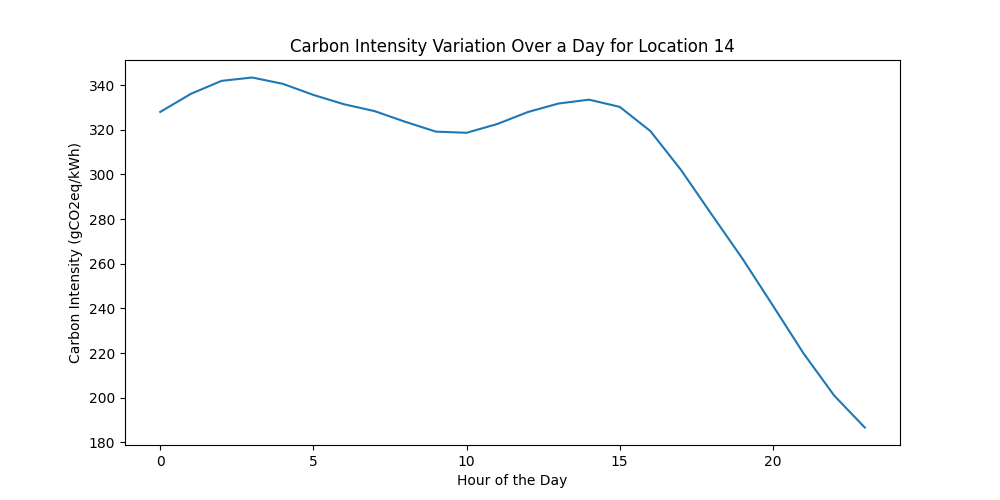 Carbon Intensity Variation Over a Day for Location 14
Carbon Intensity (gCO2eq/kWh)
340
320
300
280
260
240
220
200
180
0 5 10 15 20
Hour of the Day